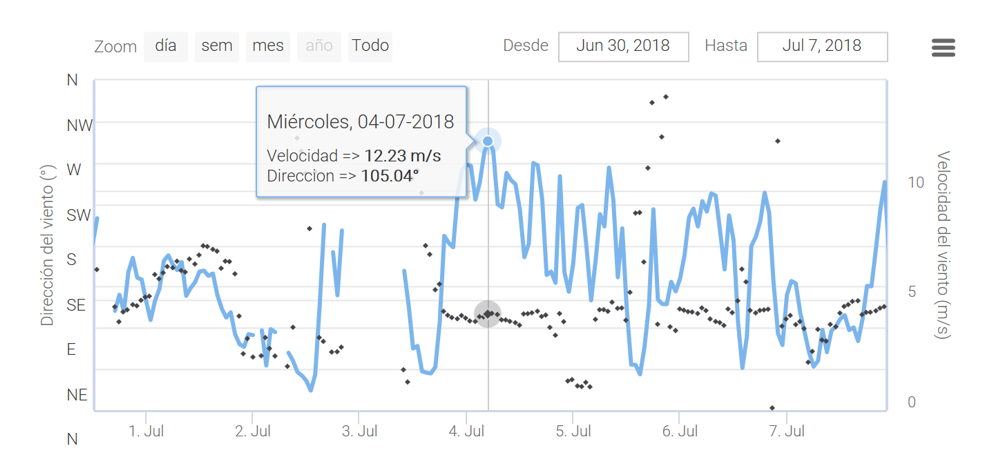 Zoom día sem mes año Todo Desde Jun 30, 2018 Hasta Jul 7, 2018
Miércoles, 04-07-2018
Velocidad => 12.23 m/s
Direccion => 105.04°
Dirección del viento (°)
N
NW
W
SW
S
SE
E
NE
N
Velocidad del viento (m/s)
10
5
0
1. Jul 2. Jul 3. Jul 4. Jul 5. Jul 6. Jul 7. Jul